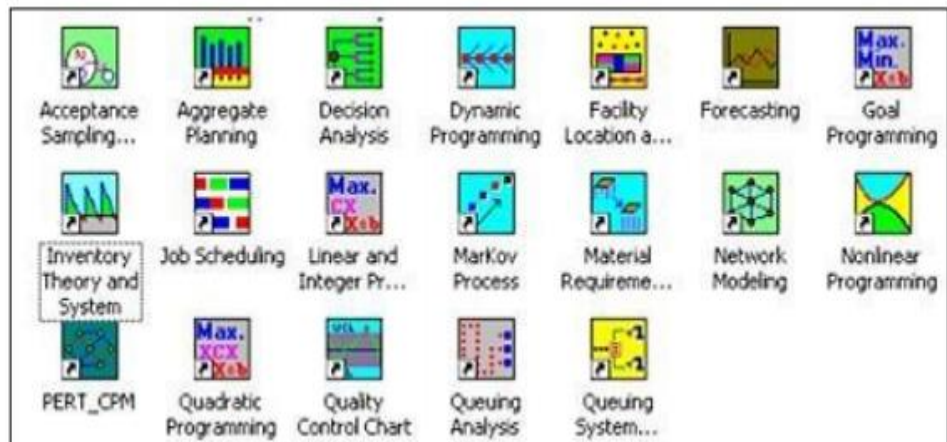 Acceptance
Sampling...
Aggregate
Planning
Decision
Analysis
Dynamic
Programming
Facility
Location a...
Forecasting
Max.
Min.
X≤b
Goal
Programming
Inventory
Theory and
System
Job Scheduling
Max.
CX
X≤b
Linear and
Integer Pr...
MarKov
Process
Material
Requireme...
Network
Modeling
Nonlinear
Programming
PERT_CPM
Max.
XCX
X≤b
Quadratic
Programming
UCL
Quality
Control Chart
Queuing
Analysis
Queuing
System...